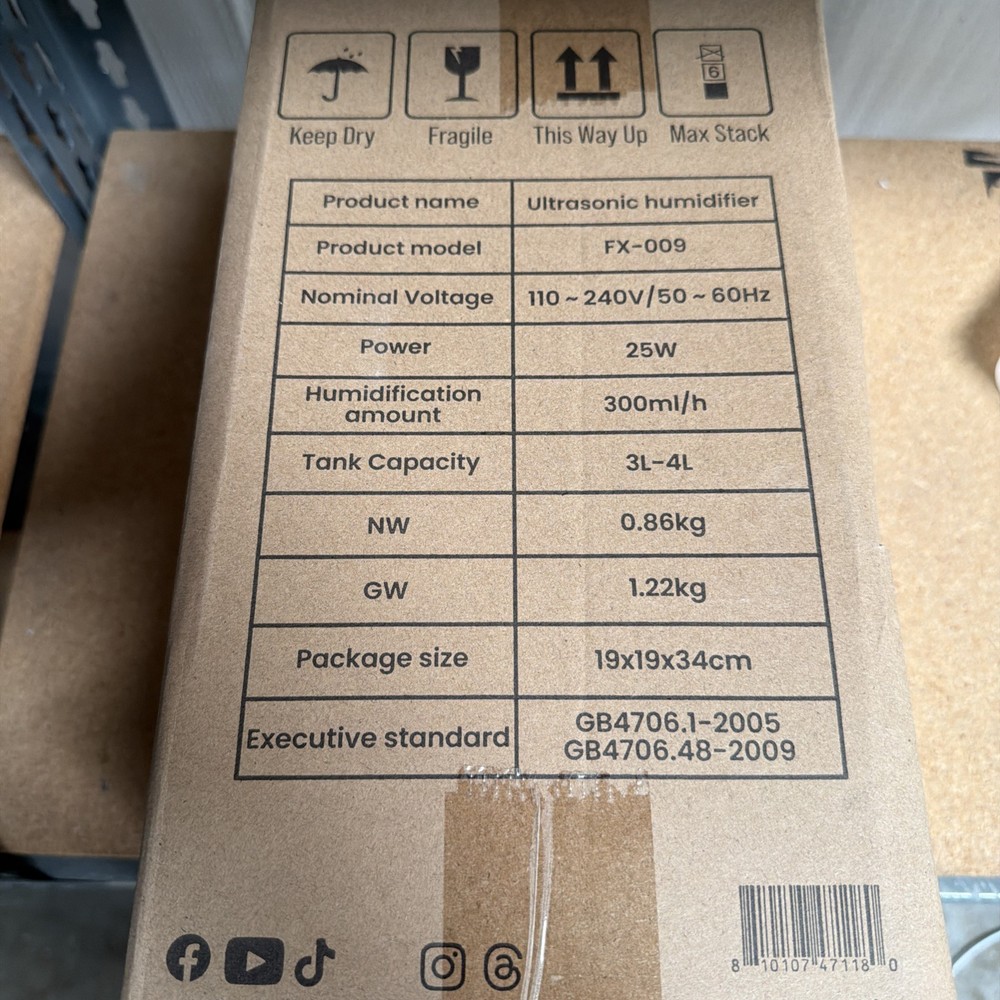 6
Keep Dry Fragile This Way Up Max Stack
Product name Ultrasonic humidifier
Product model FX-009
Nominal Voltage 110 ~ 240V/50 ~ 60Hz
Power 25W
Humidification
amount 300ml/h
Tank Capacity 3L-4L
NW 0.86kg
GW 1.22kg
Package size 19x19x34cm
Executive standard GB4706.1-2005
GB4706.48-2009
8 10107 47118 0